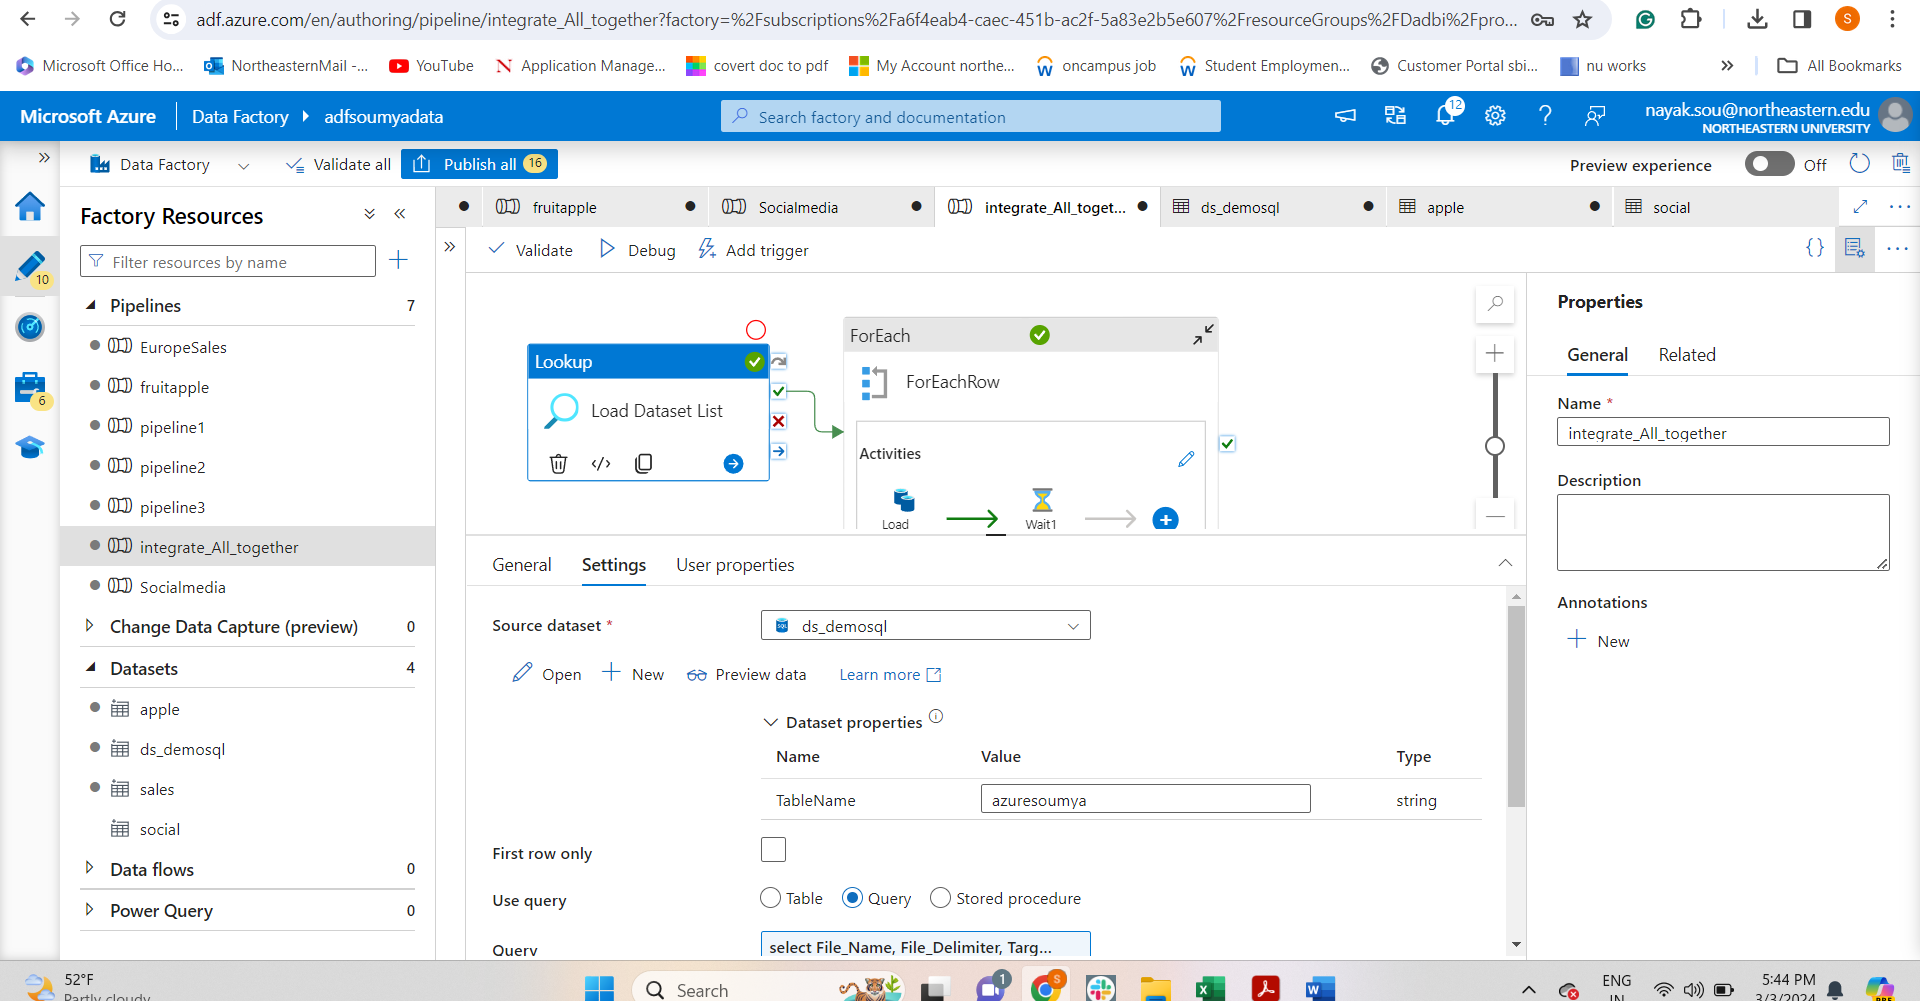 adf.azure.com/en/authoring/pipeline/integrate_All_together?factory=%2Fsubscriptions%2Fa6f4eab4-caec-451b-ac2f-5a83e2b5e607%2FresourceGroups%2FDadbi%2Fpro...
S
Microsoft Office Ho...
NortheasternMail -...
YouTube
Application Manage...
covert doc to pdf
My Account northe...
oncampus job
Student Employmen...
Customer Portal sbi...
nu works
All Bookmarks
Microsoft Azure
Data Factory
adfsoumyadata
Search factory and documentation
12
nayak.sou@northeastern.edu
NORTHEASTERN UNIVERSITY
Data Factory
Validate all
Publish all 16
Preview experience
Off
10
6
Factory Resources
Filter resources by name
Pipelines 7
EuropeSales
fruitapple
pipeline1
pipeline2
pipeline3
integrate_All_together
Socialmedia
Change Data Capture (preview) 0
Datasets 4
apple
ds_demosql
sales
social
Data flows 0
Power Query 0
fruitapple
Socialmedia
integrate_All_toget...
ds_demosql
apple
social
Validate
Debug
Add trigger
Lookup
Load Dataset List
ForEach
ForEachRow
Activities
Load
Wait1
General
Settings
User properties
Source dataset *
SQL
ds_demosql
Open
New
Preview data
Learn more
Dataset properties
Name Value Type
TableName azuresoumya string
First row only
Use query
Table
Query
Stored procedure
Query
select File_Name, File_Delimiter, Targ...
Properties
General
Related
Name *
integrate_All_together
Description
Annotations
New
52°F
Partly cloudy
Search
1
S
ENG
IN
5:44 PM
3/3/2024
PRE